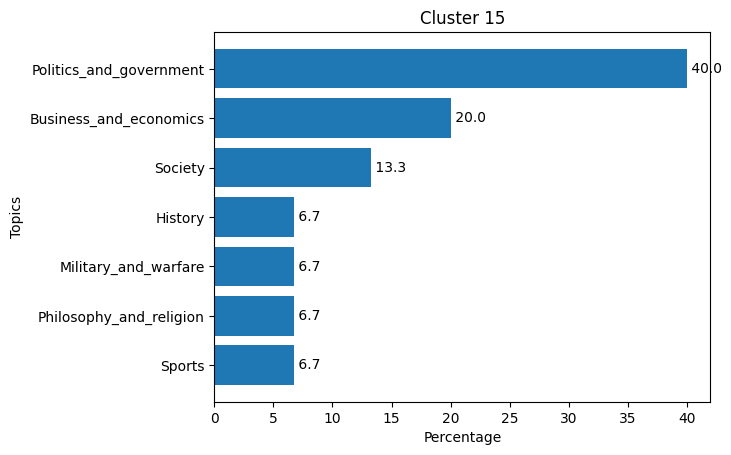 Cluster 15
Topics
Politics_and_government 40.0
Business_and_economics 20.0
Society 13.3
History 6.7
Military_and_warfare 6.7
Philosophy_and_religion 6.7
Sports 6.7
0 5 10 15 20 25 30 35 40
Percentage